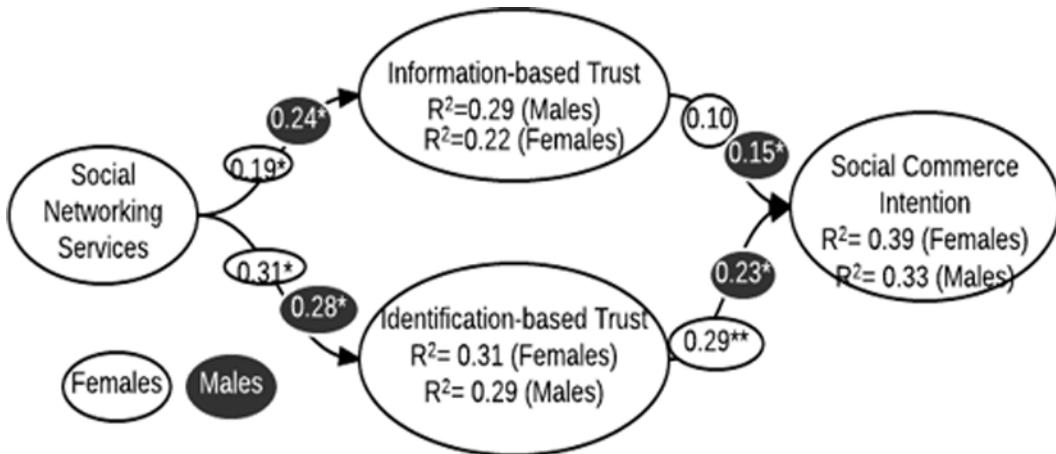 Social
Networking
Services
0.19*
0.24*
0.31*
0.28*
Information-based Trust
R²=0.29 (Males)
R²=0.22 (Females)
Identification-based Trust
R²= 0.31 (Females)
R²= 0.29 (Males)
0.10
0.15*
0.23*
0.29**
Social Commerce
Intention
R²= 0.39 (Females)
R²= 0.33 (Males)
Females
Males